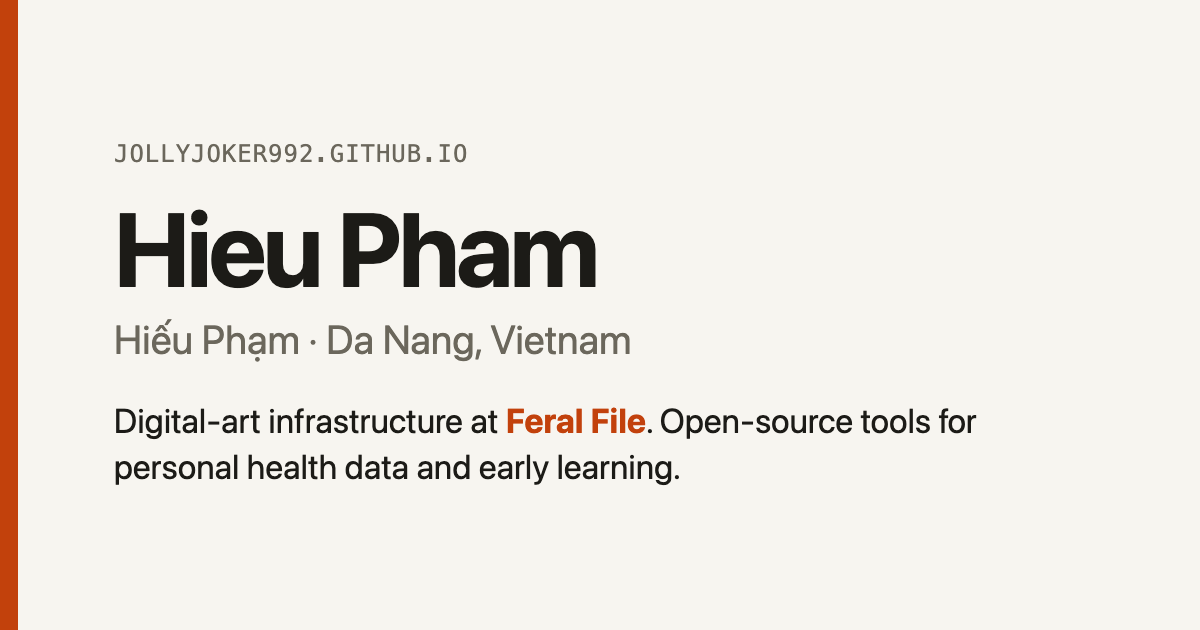 JOLLYJOKER992.GITHUB.IO
Hieu Pham
Hiếu Phạm · Da Nang, Vietnam
Digital-art infrastructure at Feral File. Open-source tools for
personal health data and early learning.